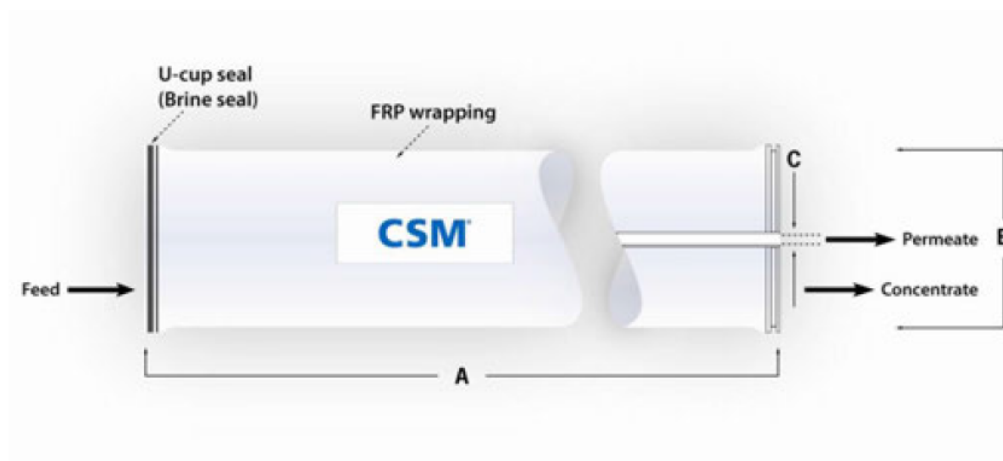 U-cup seal
(Brine seal)
FRP wrapping
C
CSM®
Permeate
B
Feed
Concentrate
A